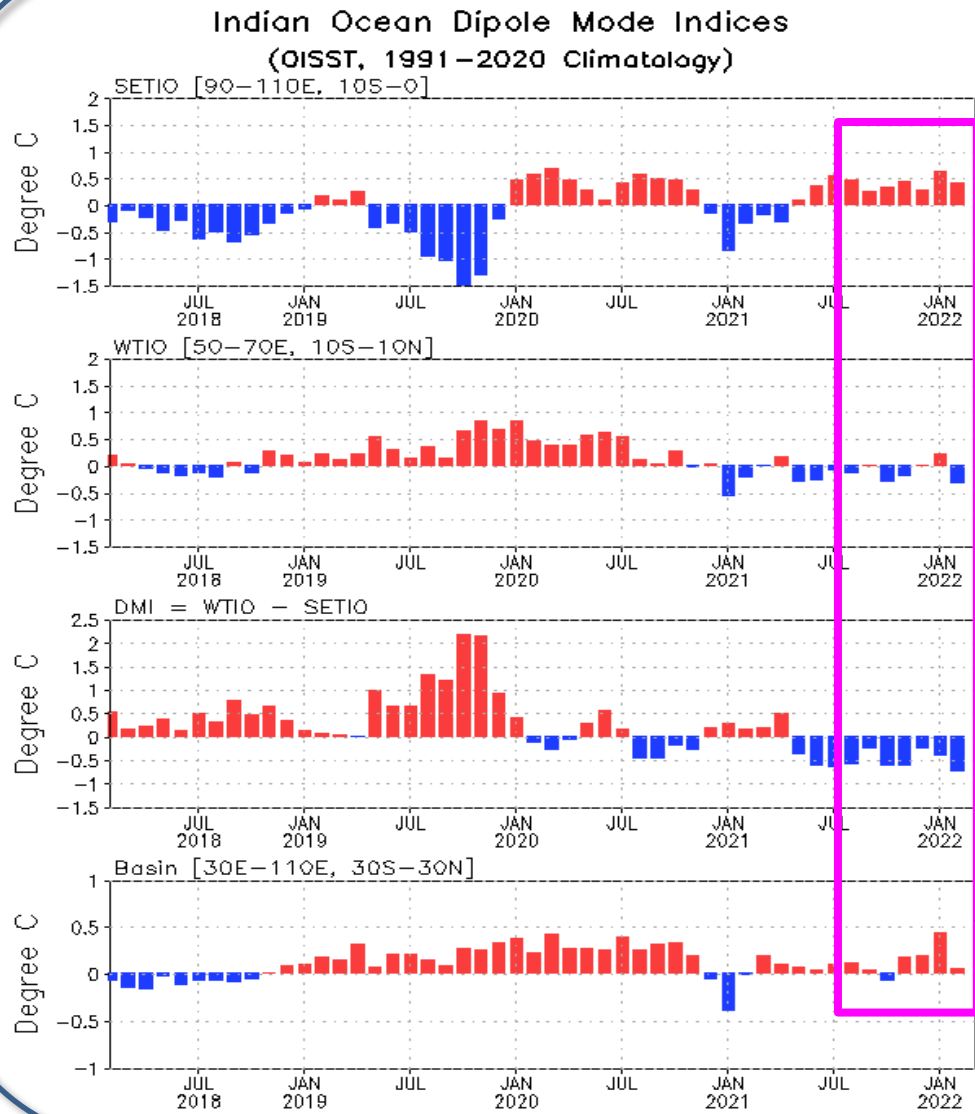 Indian Ocean Dipole Mode Indices
(OISST, 1991-2020 Climatology)
SETIO [90-110E, 10S-0]
Degree C
2
1.5
1
0.5
0
-0.5
-1
-1.5
JUL JAN JUL JAN JUL JAN JUL JAN
2018 2019 2020 2021 2022
WTIO [50-70E, 10S-10N]
Degree C
2
1.5
1
0.5
0
-0.5
-1
-1.5
JUL JAN JUL JAN JUL JAN JUL JAN
2018 2019 2020 2021 2022
DMI = WTIO - SETIO
Degree C
2.5
2
1.5
1
0.5
0
-0.5
-1
-1.5
JUL JAN JUL JAN JUL JAN JUL JAN
2018 2019 2020 2021 2022
Basin [30E-110E, 30S-30N]
Degree C
1
0.5
0
-0.5
-1
JUL JAN JUL JAN JUL JAN JUL JAN
2018 2019 2020 2021 2022